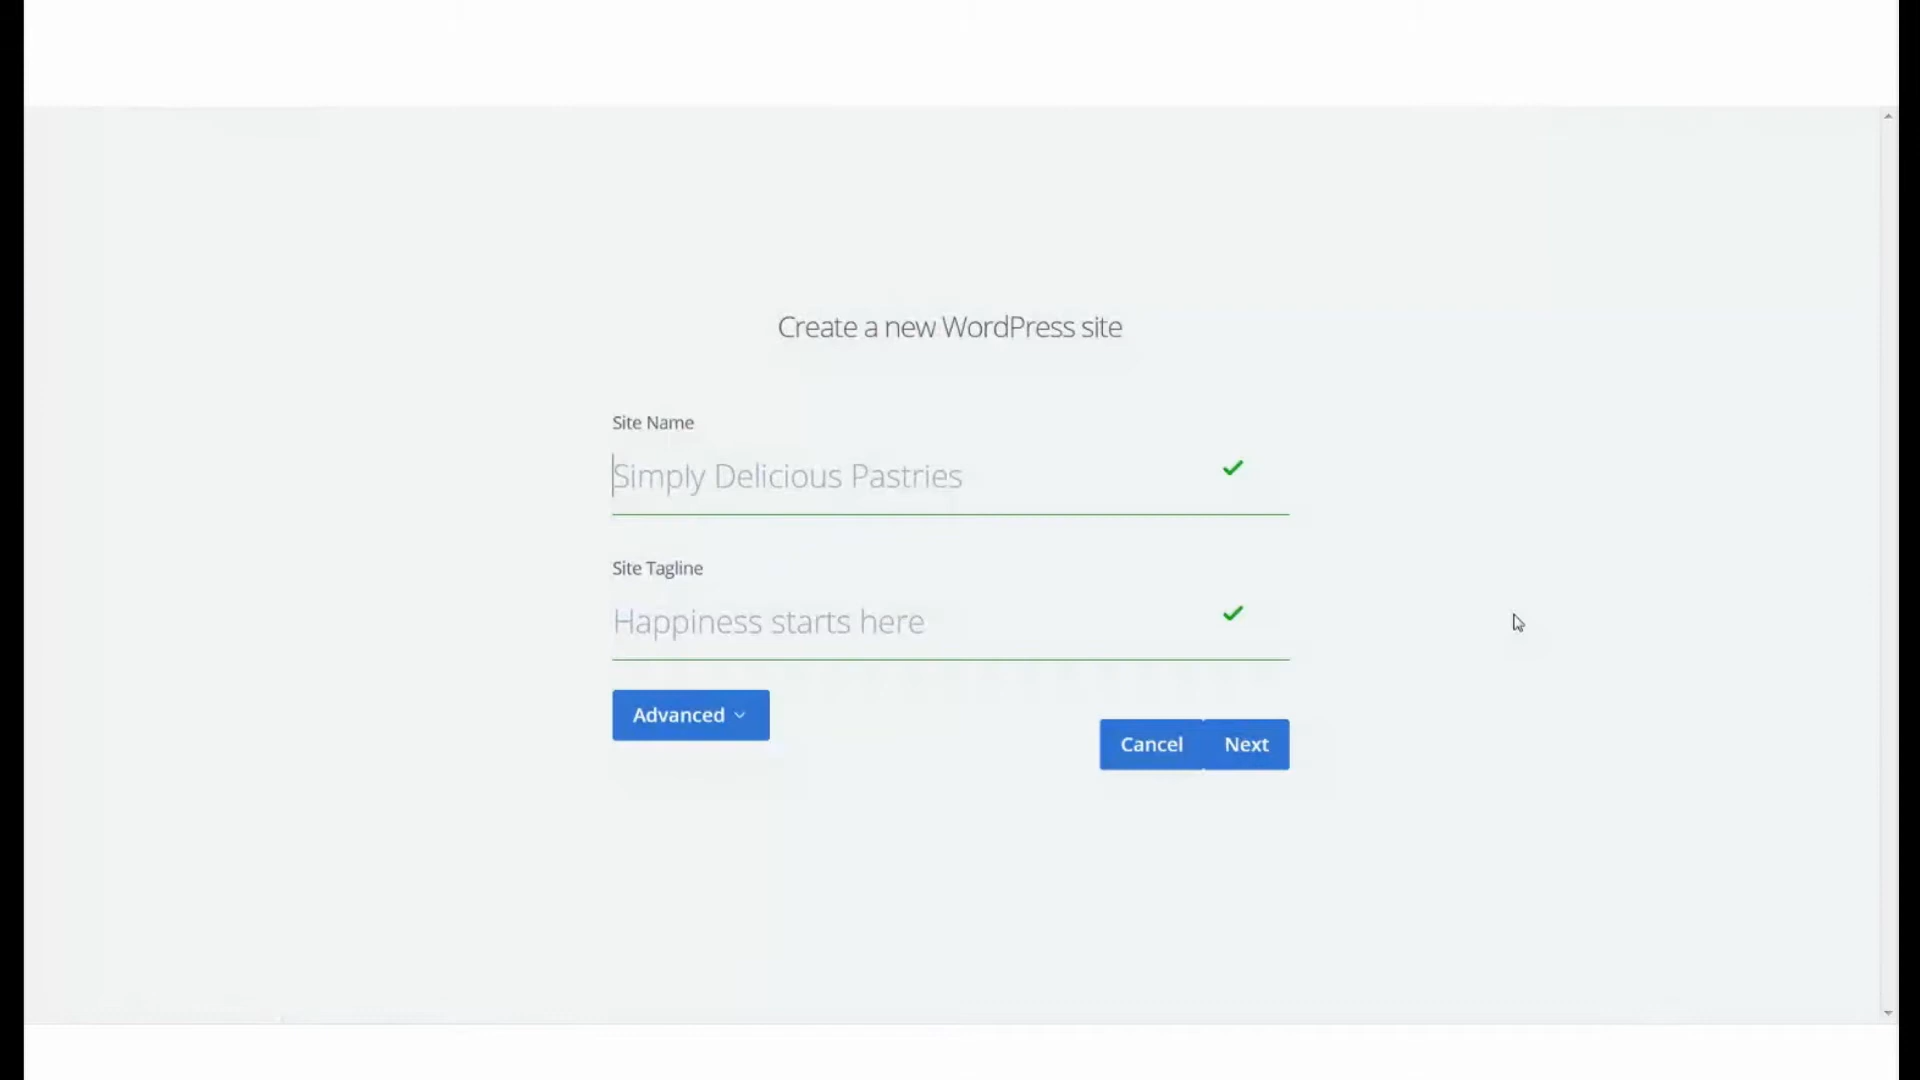 Create a new WordPress site
Site Name
Simply Delicious Pastries
Site Tagline
Happiness starts here
Advanced
Cancel Next